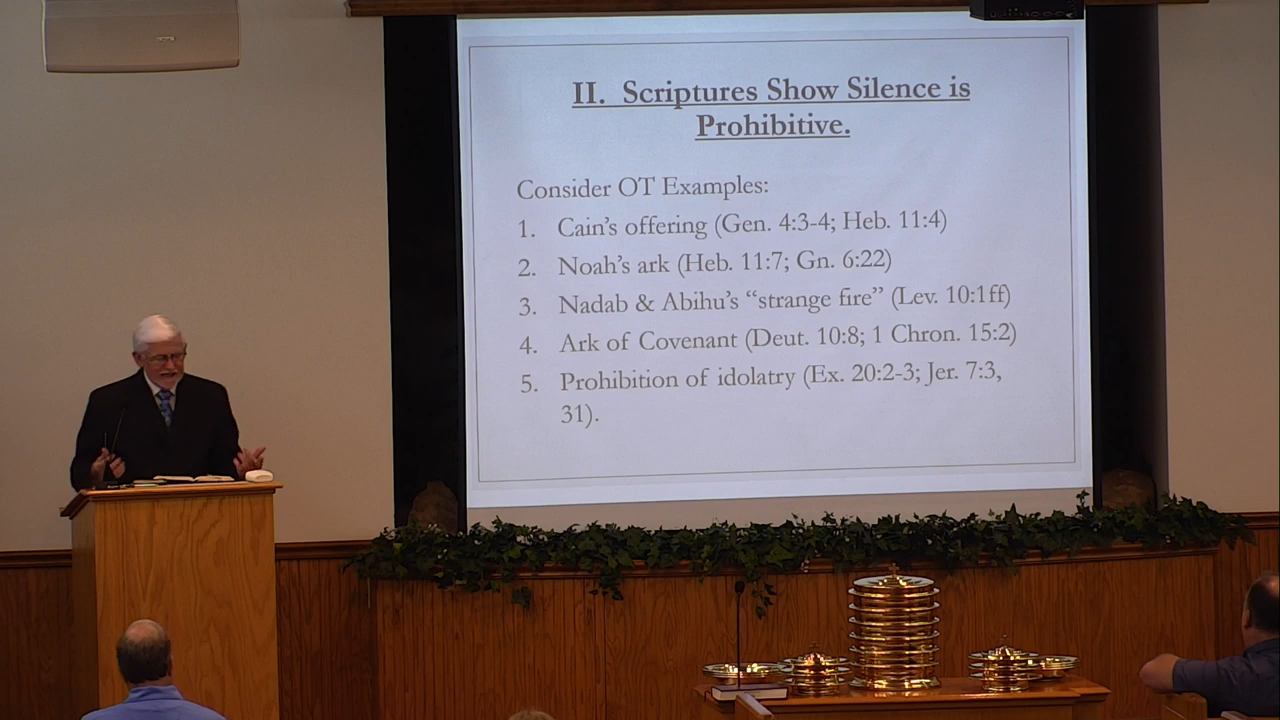 II. Scriptures Show Silence is
Prohibitive.
Consider OT Examples:
1. Cain's offering (Gen. 4:3-4; Heb. 11:4)
2. Noah's ark (Heb. 11:7; Gn. 6:22)
3. Nadab & Abihu's “strange fire” (Lev. 10:1ff)
4. Ark of Covenant (Deut. 10:8; 1 Chron. 15:2)
5. Prohibition of idolatry (Ex. 20:2-3; Jer. 7:3,
31).